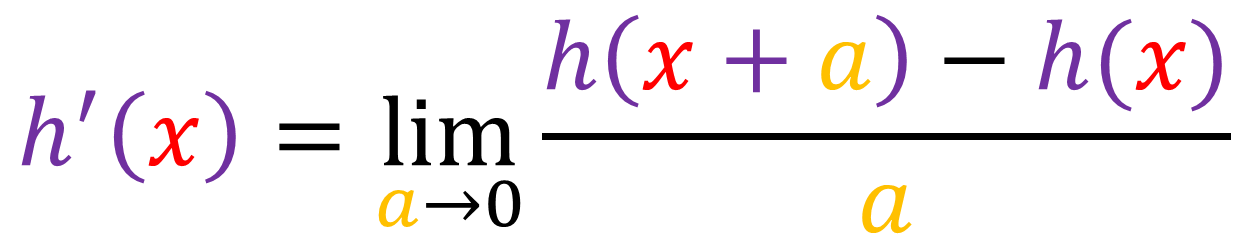 h′(x) = lim a→0 h(x + a) − h(x) / a